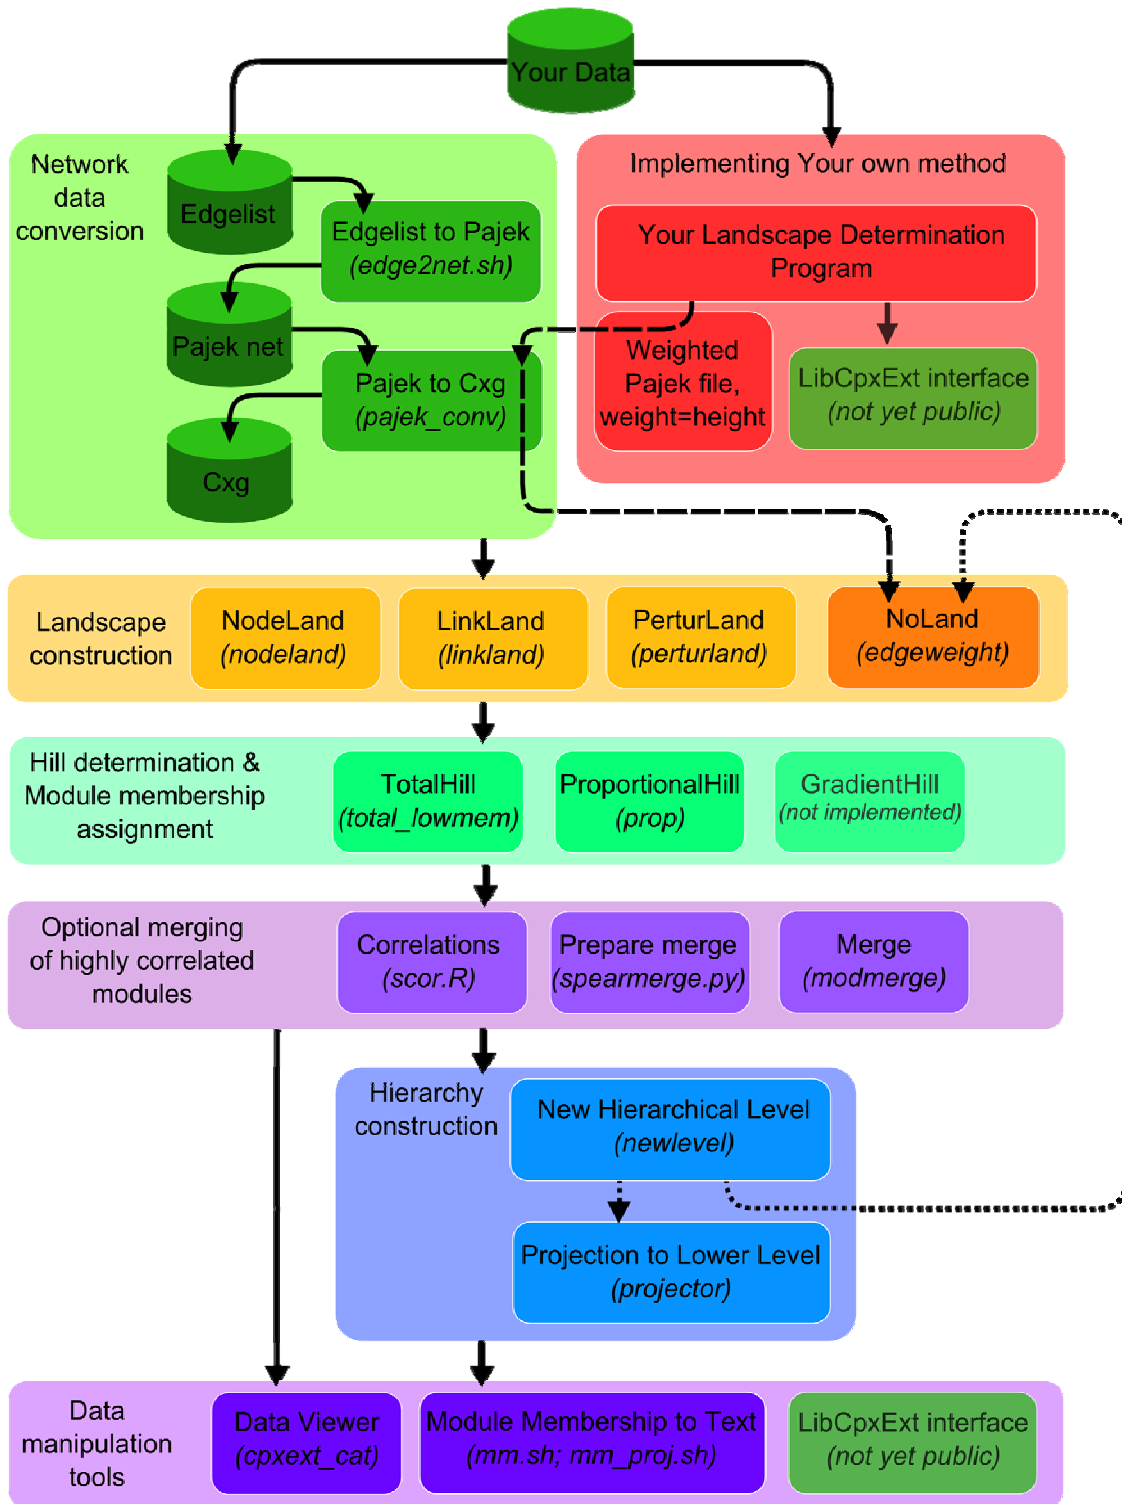 Your Data
Network
data
conversion
Edgelist
Edgelist to Pajek
(edge2net.sh)
Pajek net
Pajek to Cxg
(pajek_conv)
Cxg
Implementing Your own method
Your Landscape Determination
Program
Weighted
Pajek file,
weight=height
LibCpxExt interface
(not yet public)
Landscape
construction
NodeLand
(nodeland)
LinkLand
(linkland)
PerturLand
(perturland)
NoLand
(edgeweight)
Hill determination &
Module membership
assignment
TotalHill
(total_lowmem)
ProportionalHill
(prop)
GradientHill
(not implemented)
Optional merging
of highly correlated
modules
Correlations
(scor.R)
Prepare merge
(spearmerge.py)
Merge
(modmerge)
Hierarchy
construction
New Hierarchical Level
(newlevel)
Projection to Lower Level
(projector)
Data
manipulation
tools
Data Viewer
(cpxext_cat)
Module Membership to Text
(mm.sh; mm_proj.sh)
LibCpxExt interface
(not yet public)